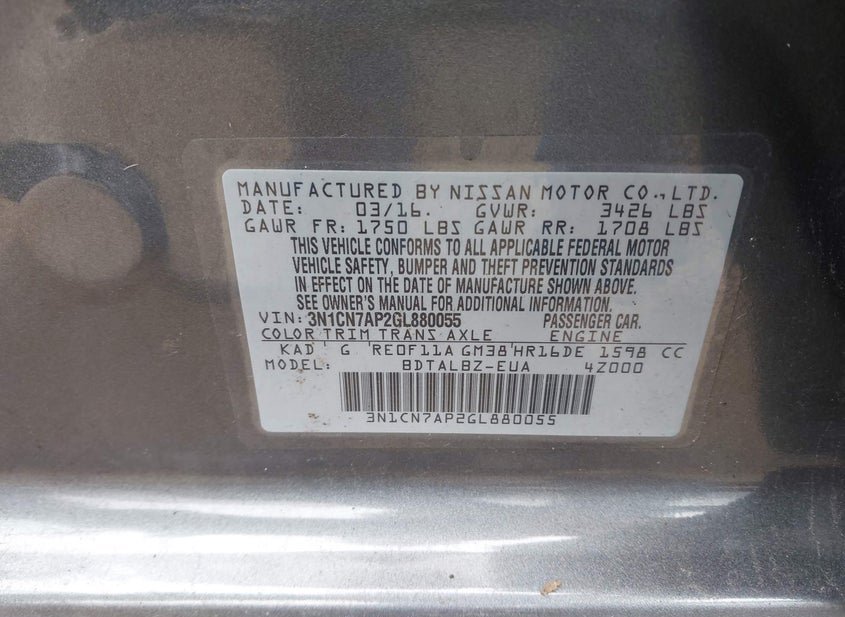 MANUFACTURED BY NISSAN MOTOR CO., LTD.
DATE: 03/16. GVWR: 3426 LBS
GAWR FR: 1750 LBS GAWR RR: 1708 LBS
THIS VEHICLE CONFORMS TO ALL APPLICABLE FEDERAL MOTOR
VEHICLE SAFETY, BUMPER AND THEFT PREVENTION STANDARDS
IN EFFECT ON THE DATE OF MANUFACTURE SHOWN ABOVE.
SEE OWNER'S MANUAL FOR ADDITIONAL INFORMATION.
VIN: 3N1CN7AP2GL880055 PASSENGER CAR.
COLOR TRIM TRANS AXLE ENGINE
KAD G RE0F11A GM38 HR16DE 1598 CC
MODEL: BDTALBZ-EUA 4Z000
3N1CN7AP2GL880055